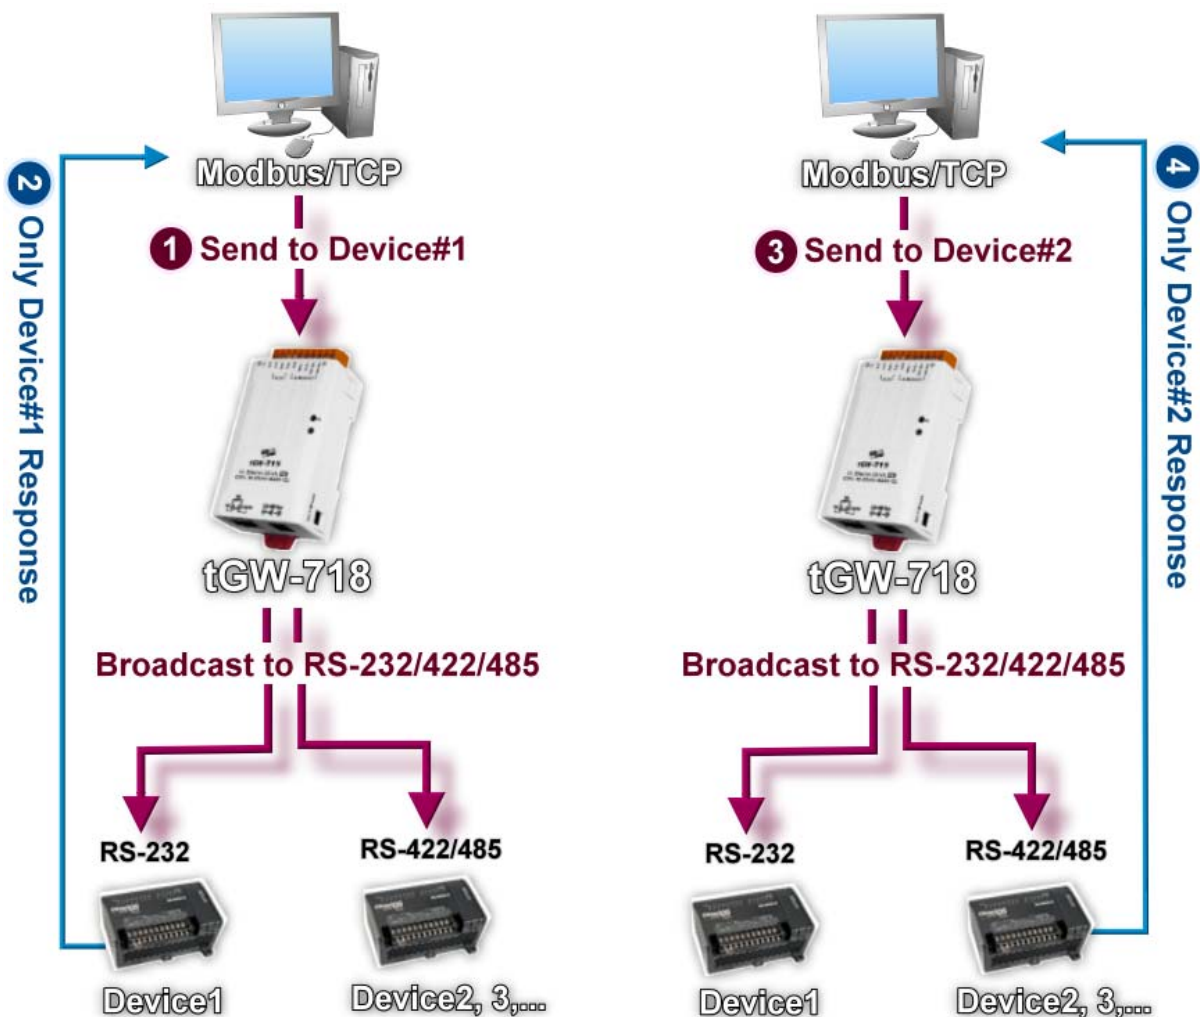 Modbus/TCP
1 Send to Device#1
2 Only Device#1 Response
tGW-718
Broadcast to RS-232/422/485
RS-232
RS-422/485
Device1
Device2, 3,...
Modbus/TCP
3 Send to Device#2
4 Only Device#2 Response
tGW-718
Broadcast to RS-232/422/485
RS-232
RS-422/485
Device1
Device2, 3,...